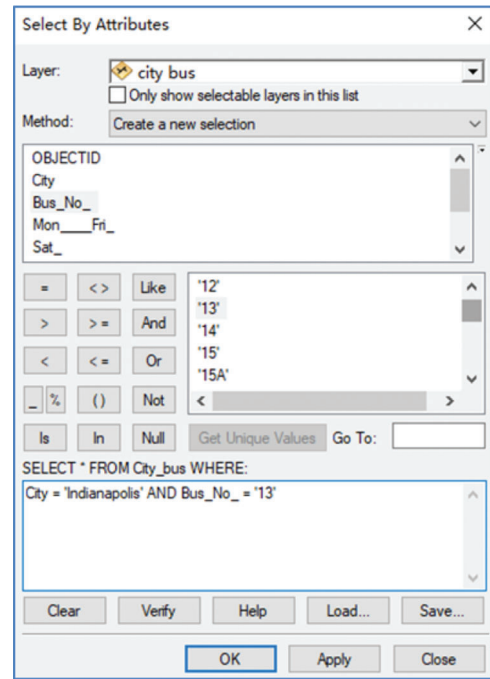 Select By Attributes
Layer: city bus
Only show selectable layers in this list
Method: Create a new selection
OBJECTID
City
Bus_No_
Mon____Fri_
Sat_
= < > Like
> > = And
< < = Or
_ % () Not
Is In Null
'12'
'13'
'14'
'15'
'15A'
Get Unique Values Go To:
SELECT * FROM City_bus WHERE:
City = 'Indianapolis' AND Bus_No_ = '13'
Clear Verify Help Load... Save...
OK Apply Close